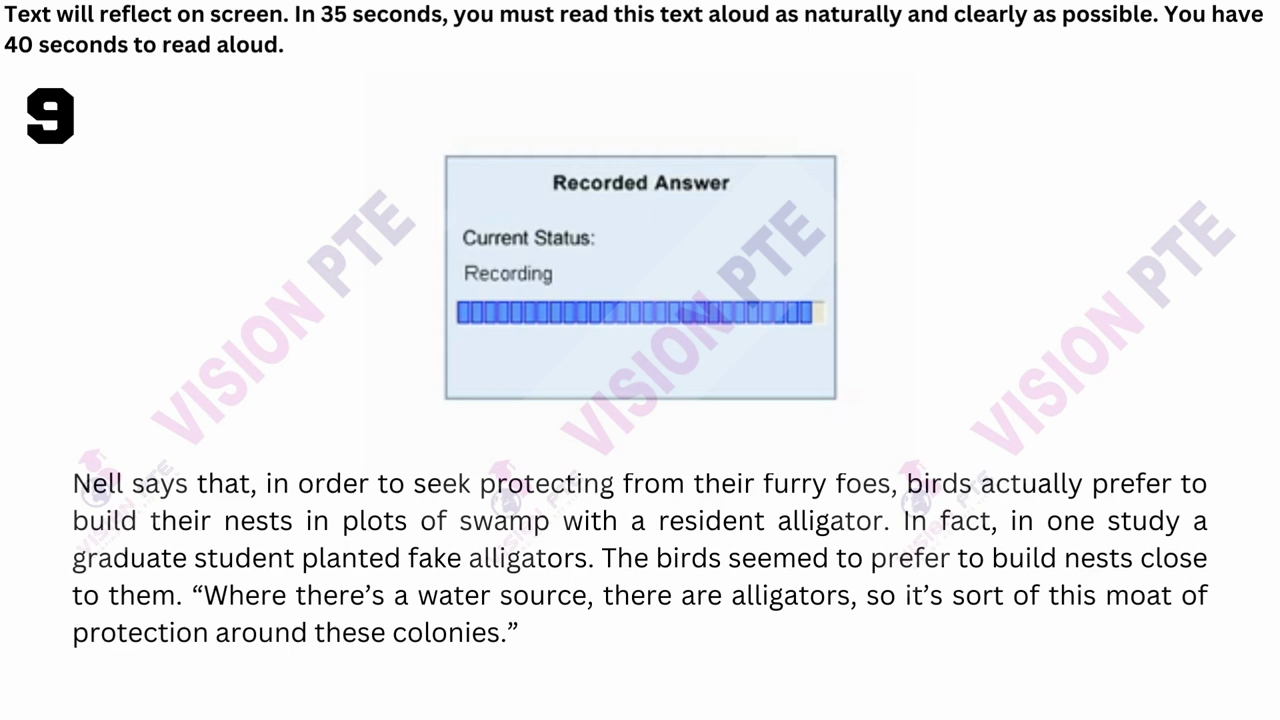 Text will reflect on screen. In 35 seconds, you must read this text aloud as naturally and clearly as possible. You have
40 seconds to read aloud.
9
Recorded Answer
Current Status:
Recording
VISION PTE
VISION PTE
VISION PTE
Nell says that, in order to seek protecting from their furry foes, birds actually prefer to
build their nests in plots of swamp with a resident alligator. In fact, in one study a
graduate student planted fake alligators. The birds seemed to prefer to build nests close
to them. “Where there’s a water source, there are alligators, so it’s sort of this moat of
protection around these colonies.”